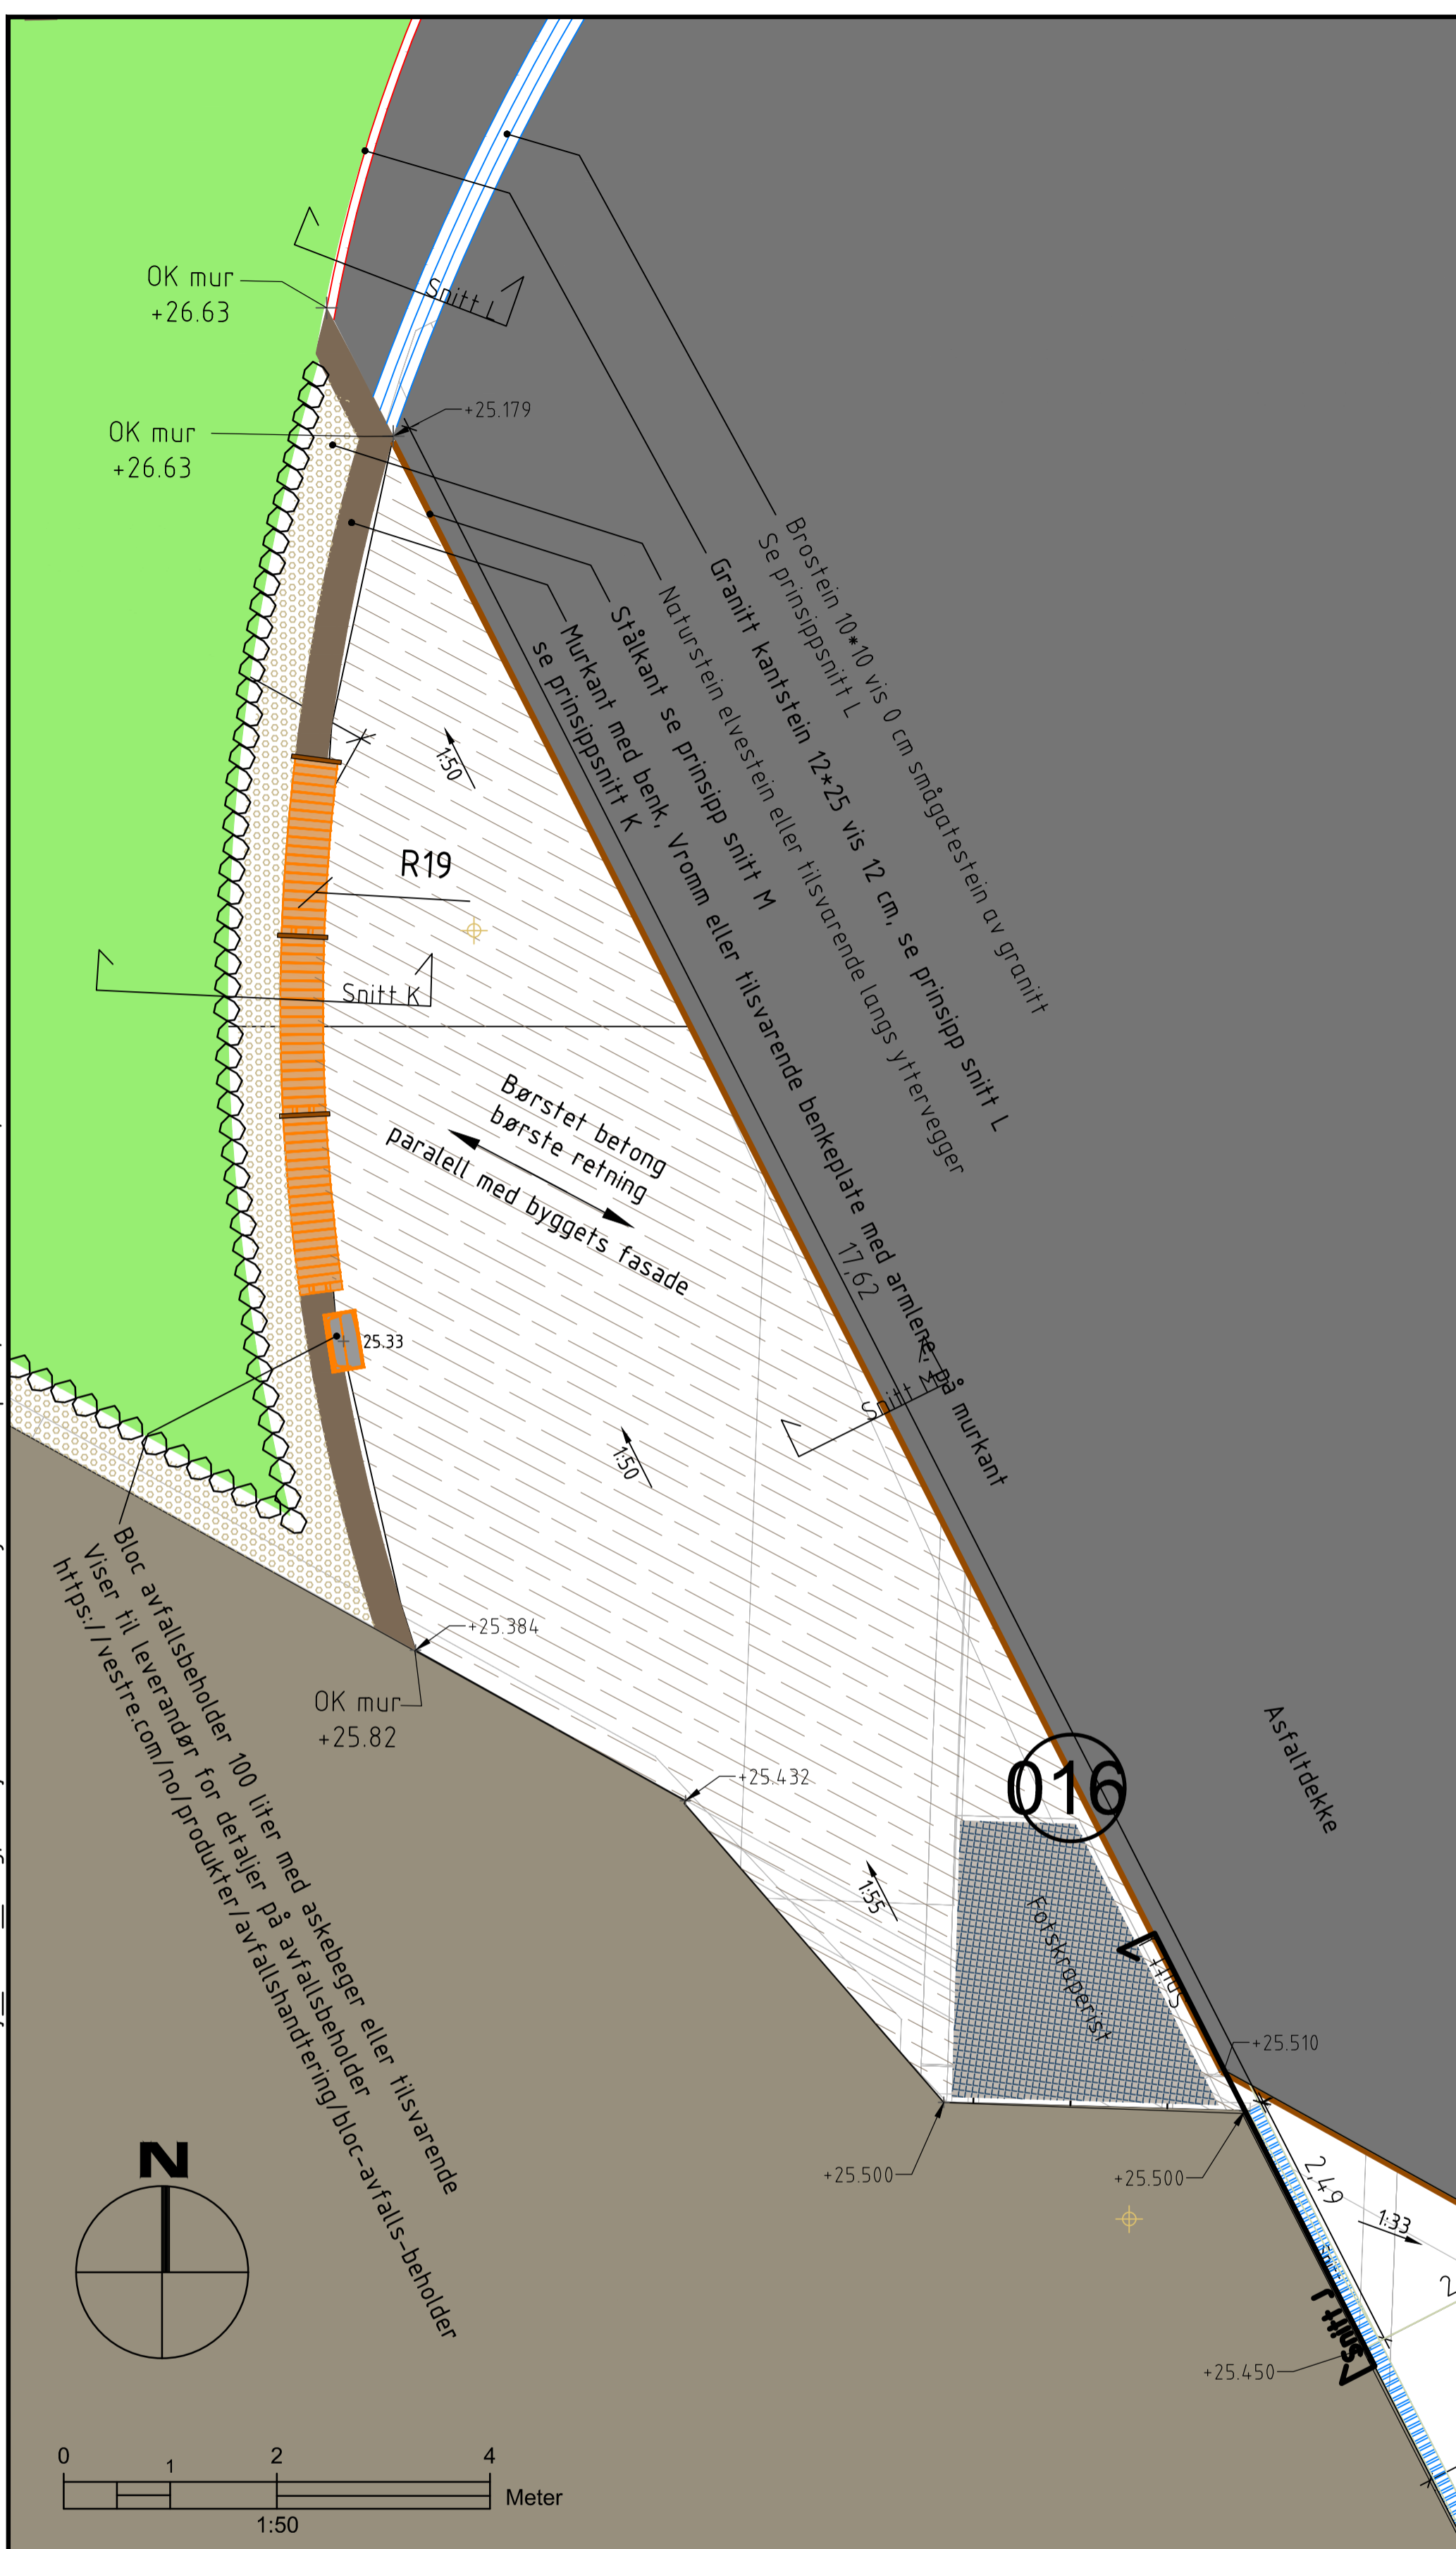 Snitt L
OK mur
+26.63
+25.179
OK mur
+26.63
Brostein 10*10 vis 0 cm smågatestein av granitt
Se prinsippsnitt L
Granitt kantstein 12*25 vis 12 cm, se prinsipp snitt L
Naturstein elvestein eller tilsvarende langs yttervegger
Stålkant se prinsipp snitt M
Murkant med benk, Vromm eller tilsvarende benkeplate med armlene, på murkant
se prinsippsnitt K
1:50
R19
Snitt K
Børstet betong
børste retning
paralell med byggets fasade
17,62
25.33
Snitt M
1:50
Bloc avfallsbeholder 100 liter med askebeger eller tilsvarende
Viser til leverandør for detaljer på avfallsbeholder
https://vestre.com/no/produkter/avfallshandtering/bloc-avfalls-beholder
+25.384
OK mur
+25.82
+25.432
Asfaltdekke
016
1:55
Fotskraperist
Snitt
+25.510
+25.500
+25.500
2,49
1:33
2
snitt J
+25.450
N
0
1
2
4
Meter
1:50